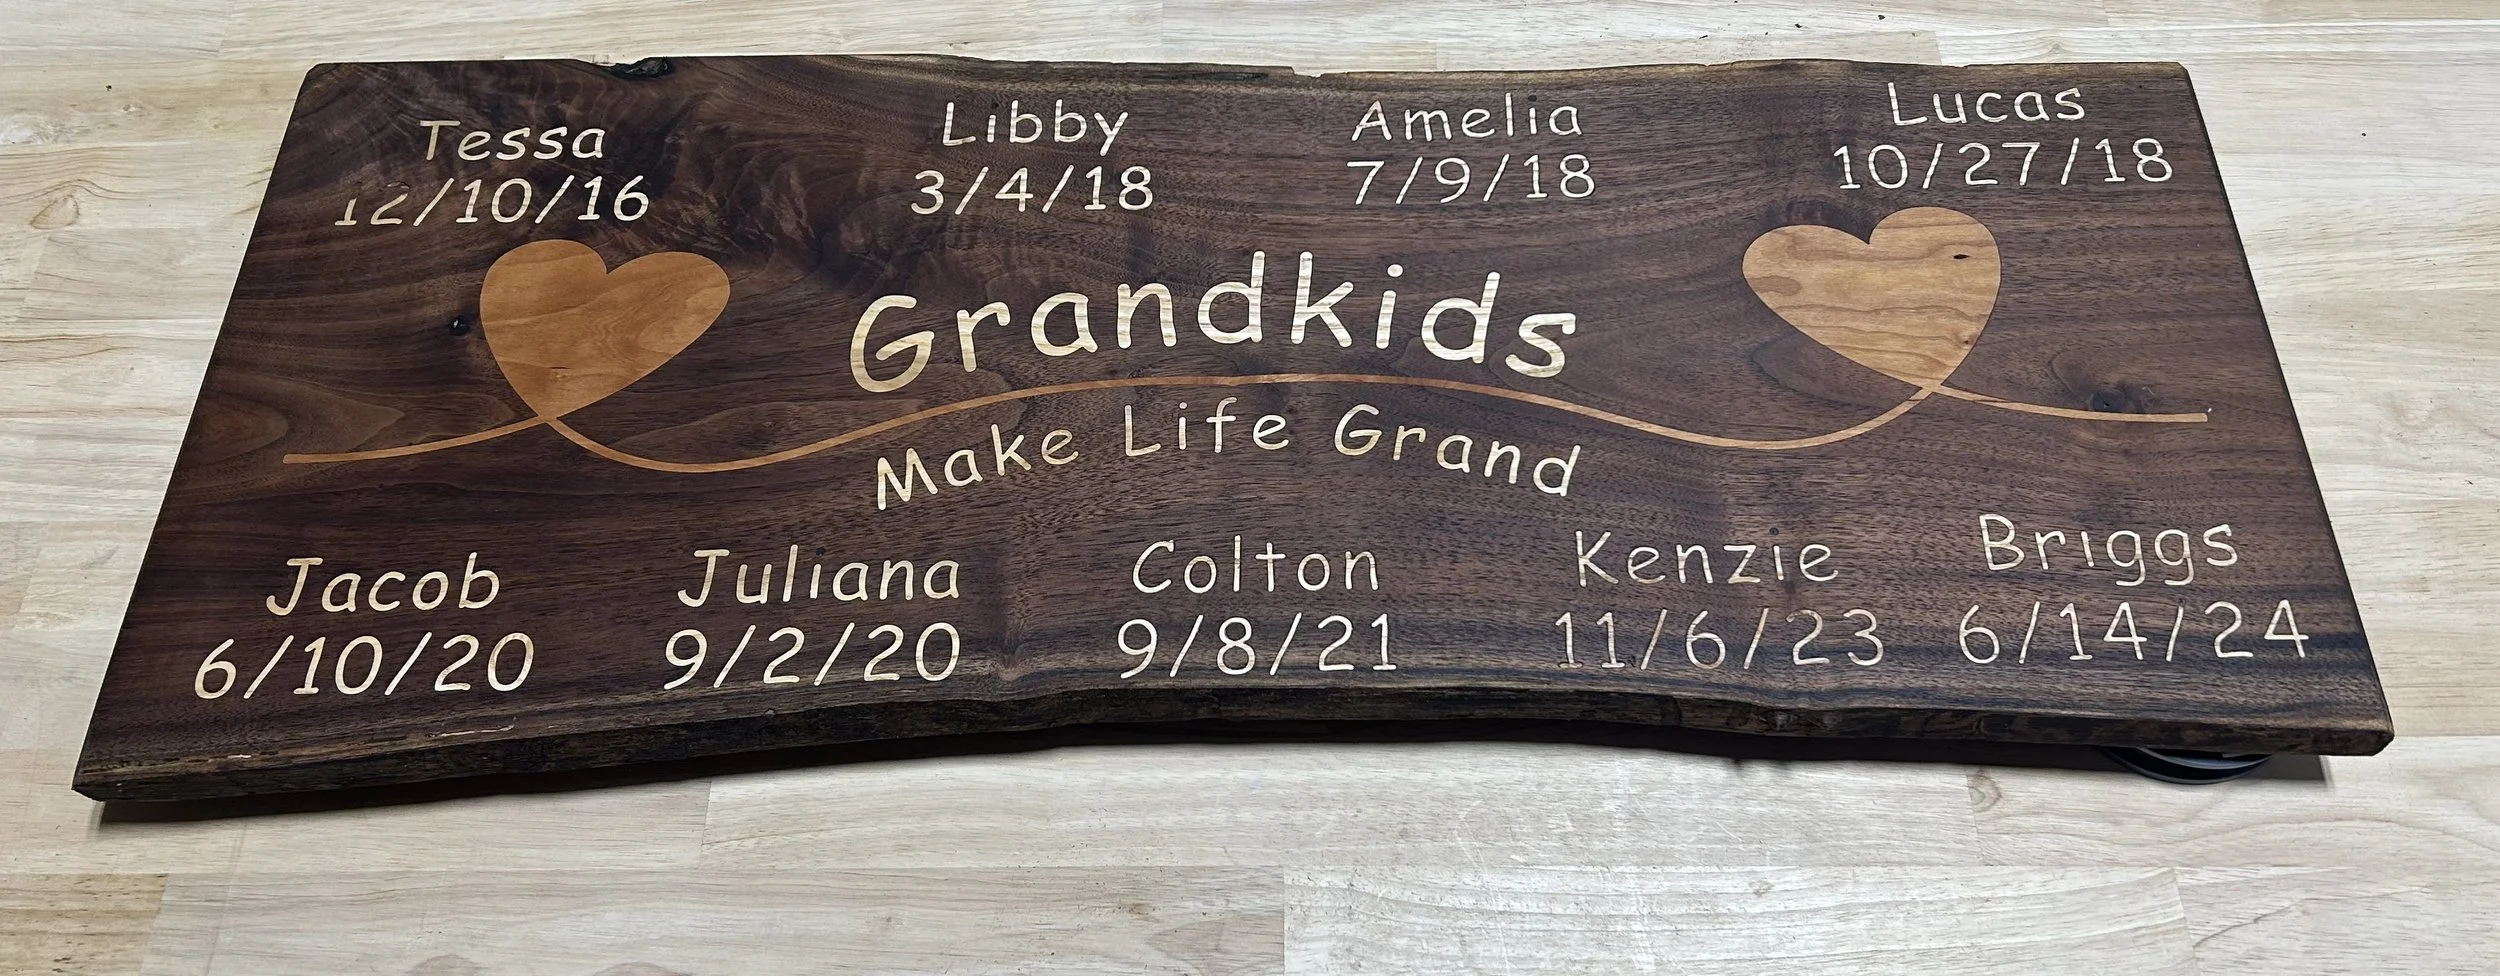 Tessa
12/10/16
Libby
3/4/18
Amelia
7/9/18
Lucas
10/27/18
Grandkids
Make Life Grand
Jacob
6/10/20
Juliana
9/2/20
Colton
9/8/21
Kenzie
11/6/23
Briggs
6/14/24